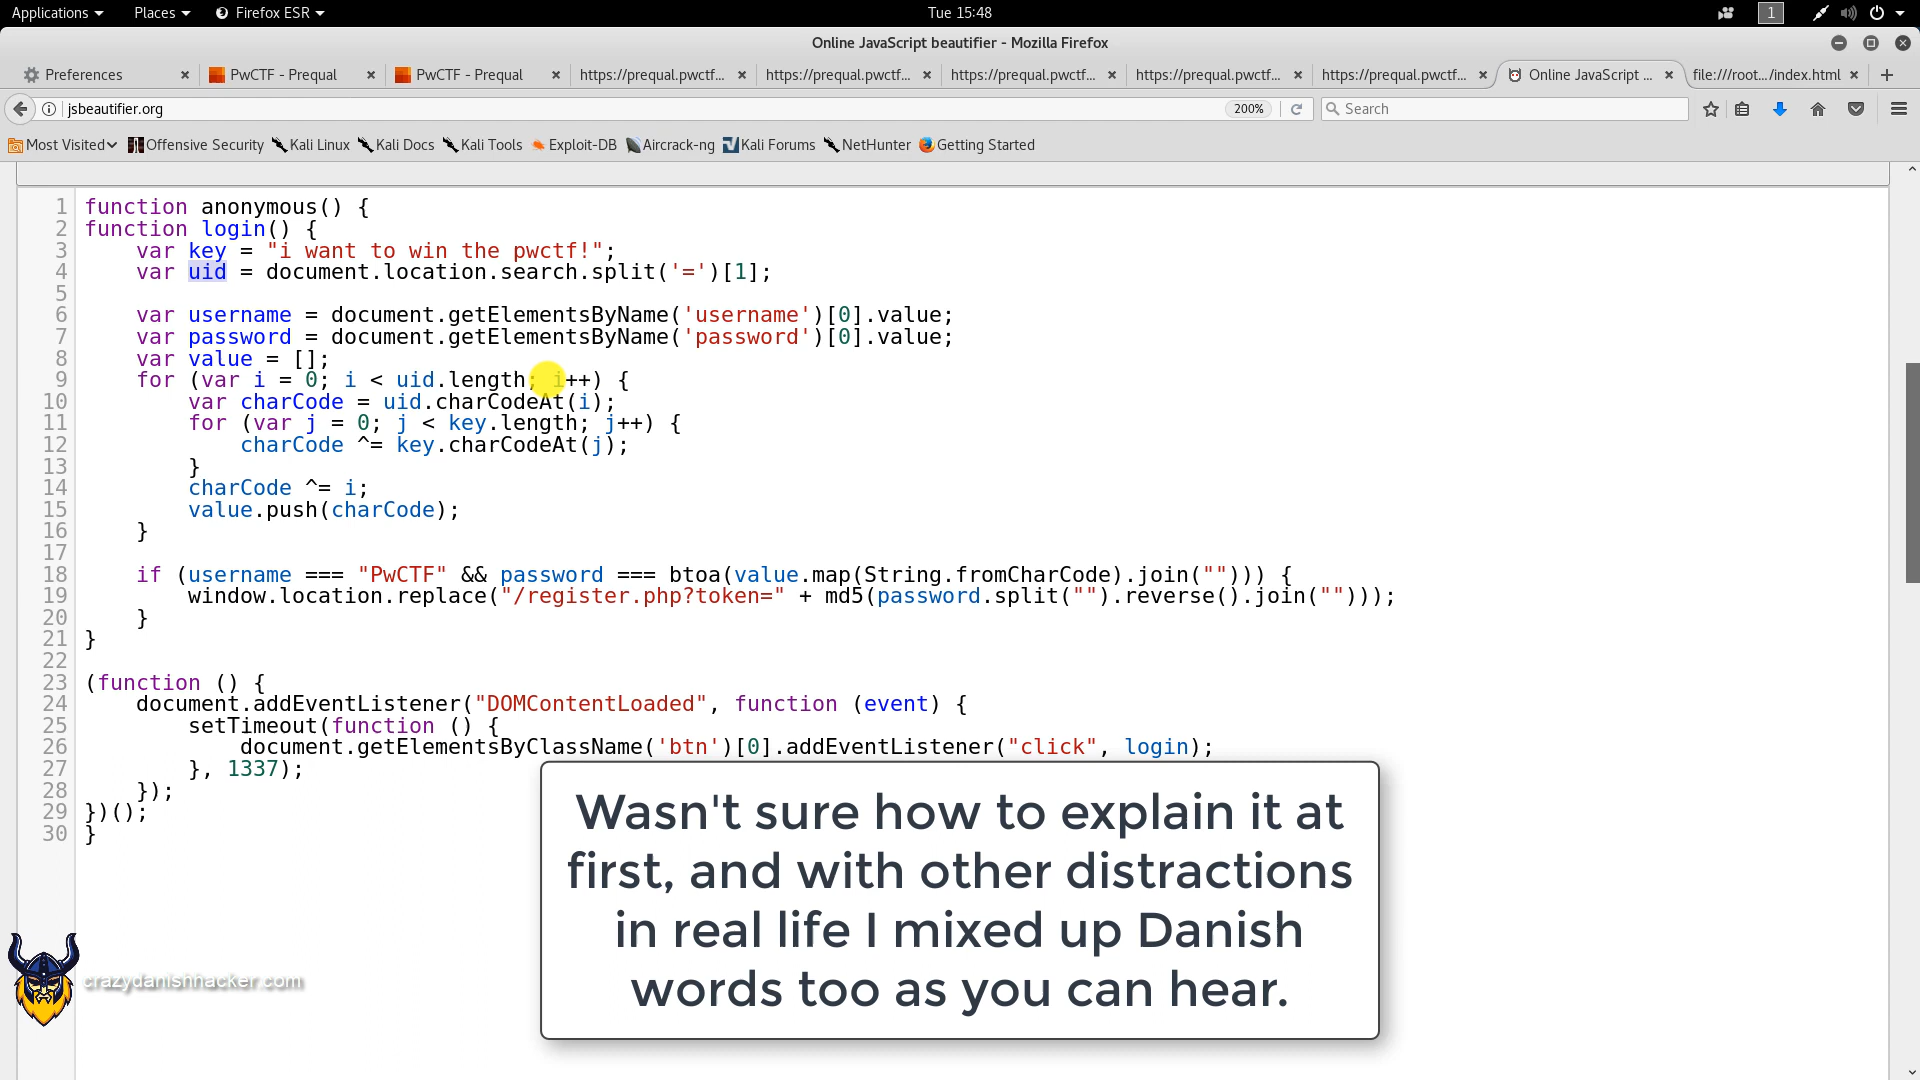 Applications Places Firefox ESR Tue 15:48 1
Online JavaScript beautifier - Mozilla Firefox
Preferences PwCTF - Prequal PwCTF - Prequal https://prequal.pwctf... https://prequal.pwctf... https://prequal.pwctf... https://prequal.pwctf... https://prequal.pwctf... Online JavaScript ... file:///root.../index.html
jsbeautifier.org 200% Search
Most Visited Offensive Security Kali Linux Kali Docs Kali Tools Exploit-DB Aircrack-ng Kali Forums NetHunter Getting Started
1 function anonymous() {
2 function login() {
3 var key = "i want to win the pwctf!";
4 var uid = document.location.search.split('=')[1];
5
6 var username = document.getElementsByName('username')[0].value;
7 var password = document.getElementsByName('password')[0].value;
8 var value = [];
9 for (var i = 0; i < uid.length; i++) {
10 var charCode = uid.charCodeAt(i);
11 for (var j = 0; j < key.length; j++) {
12 charCode ^= key.charCodeAt(j);
13 }
14 charCode ^= i;
15 value.push(charCode);
16 }
17
18 if (username === "PwCTF" && password === btoa(value.map(String.fromCharCode).join(""))) {
19 window.location.replace("/register.php?token=" + md5(password.split("").reverse().join("")));
20 }
21 }
22
23 (function () {
24 document.addEventListener("DOMContentLoaded", function (event) {
25 setTimeout(function () {
26 document.getElementsByClassName('btn')[0].addEventListener("click", login);
27 }, 1337);
28 });
29 })();
30 }
Wasn't sure how to explain it at
first, and with other distractions
in real life I mixed up Danish
words too as you can hear.
crazydanishhacker.com